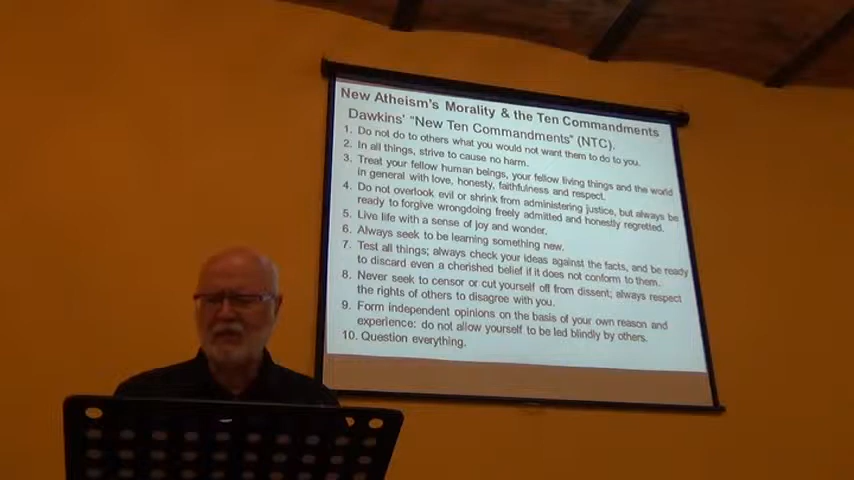 New Atheism's Morality & the Ten Commandments
Dawkins' "New Ten Commandments" (NTC).
1. Do not do to others what you would not want them to do to you.
2. In all things, strive to cause no harm.
3. Treat your fellow human beings, your fellow living things and the world
in general with love, honesty, faithfulness and respect.
4. Do not overlook evil or shrink from administering justice, but always be
ready to forgive wrongdoing freely admitted and honestly regretted.
5. Live life with a sense of joy and wonder.
6. Always seek to be learning something new.
7. Test all things; always check your ideas against the facts, and be ready
to discard even a cherished belief if it does not conform to them.
8. Never seek to censor or cut yourself off from dissent; always respect
the rights of others to disagree with you.
9. Form independent opinions on the basis of your own reason and
experience: do not allow yourself to be led blindly by others.
10. Question everything.